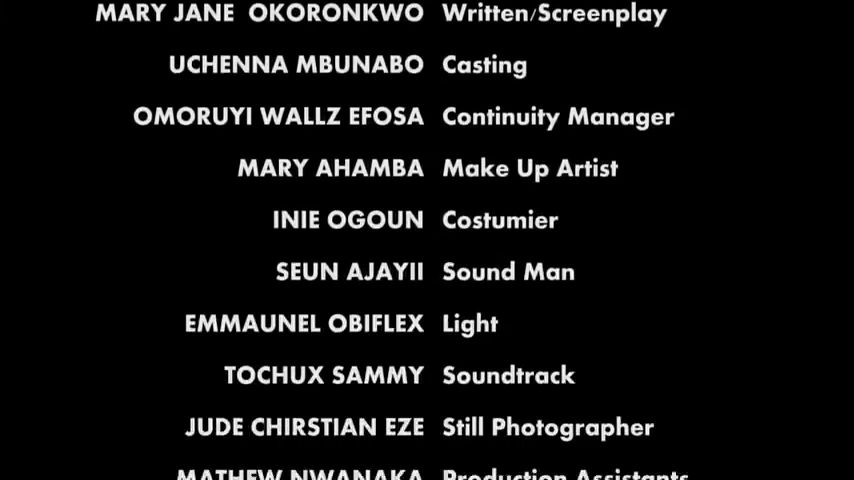 MARY JANE OKORONKWO Written/Screenplay
UCHENNA MBUNABO Casting
OMORUYI WALLZ EFOSA Continuity Manager
MARY AHAMBA Make Up Artist
INIE OGOUN Costumier
SEUN AJAYII Sound Man
EMMAUNEL OBIFLEX Light
TOCHUX SAMMY Soundtrack
JUDE CHIRSTIAN EZE Still Photographer
MATHEW NWANAKA Production Assistants